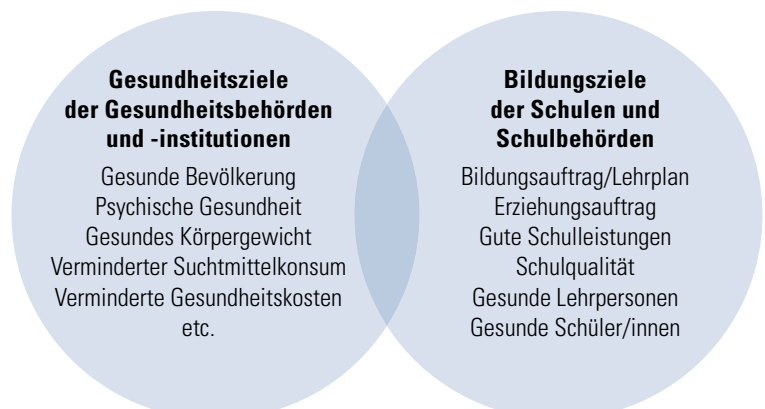 Gesundheitsziele
der Gesundheitsbehörden
und -institutionen
Gesunde Bevölkerung
Psychische Gesundheit
Gesundes Körpergewicht
Verminderter Suchtmittelkonsum
Verminderte Gesundheitskosten
etc.
Bildungsziele
der Schulen und
Schulbehörden
Bildungsauftrag/Lehrplan
Erziehungsauftrag
Gute Schulleistungen
Schulqualität
Gesunde Lehrpersonen
Gesunde Schüler/innen